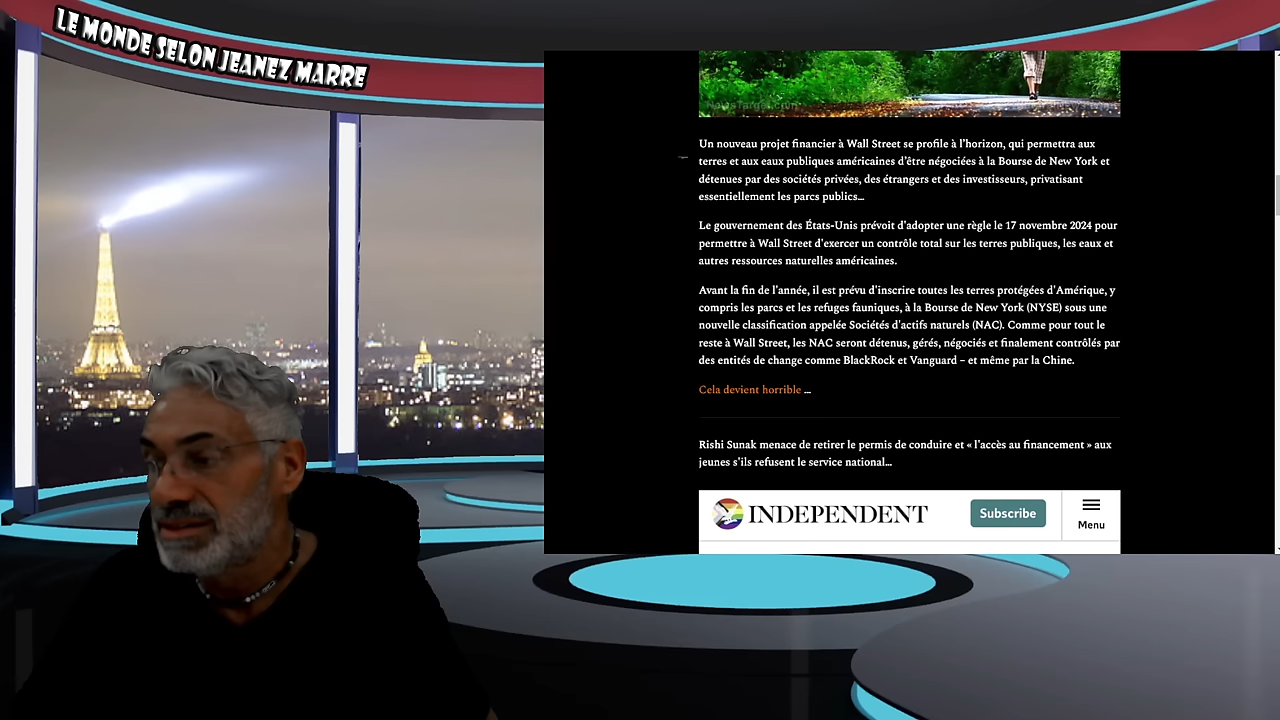 LE MONDE SELON JEANEZ MARRE
NewsTarget.com
Un nouveau projet financier à Wall Street se profile à l'horizon, qui permettra aux
terres et aux eaux publiques américaines d'être négociées à la Bourse de New York et
détenues par des sociétés privées, des étrangers et des investisseurs, privatisant
essentiellement les parcs publics...
Le gouvernement des États-Unis prévoit d'adopter une règle le 17 novembre 2024 pour
permettre à Wall Street d'exercer un contrôle total sur les terres publiques, les eaux et
autres ressources naturelles américaines.
Avant la fin de l'année, il est prévu d'inscrire toutes les terres protégées d'Amérique, y
compris les parcs et les refuges fauniques, à la Bourse de New York (NYSE) sous une
nouvelle classification appelée Sociétés d'actifs naturels (NAC). Comme pour tout le
reste à Wall Street, les NAC seront détenus, gérés, négociés et finalement contrôlés par
des entités de change comme BlackRock et Vanguard – et même par la Chine.
Cela devient horrible ...
Rishi Sunak menace de retirer le permis de conduire et « l'accès au financement » aux
jeunes s'ils refusent le service national...
INDEPENDENT
Subscribe
Menu